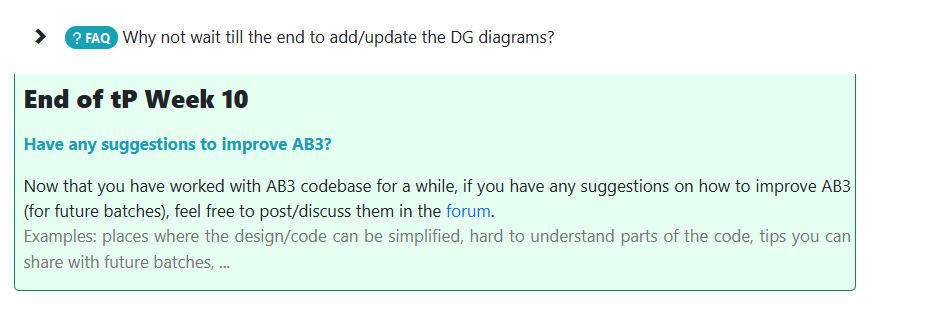 ? FAQ Why not wait till the end to add/update the DG diagrams?
End of tP Week 10
Have any suggestions to improve AB3?
Now that you have worked with AB3 codebase for a while, if you have any suggestions on how to improve AB3
(for future batches), feel free to post/discuss them in the forum.
Examples: places where the design/code can be simplified, hard to understand parts of the code, tips you can
share with future batches, ...